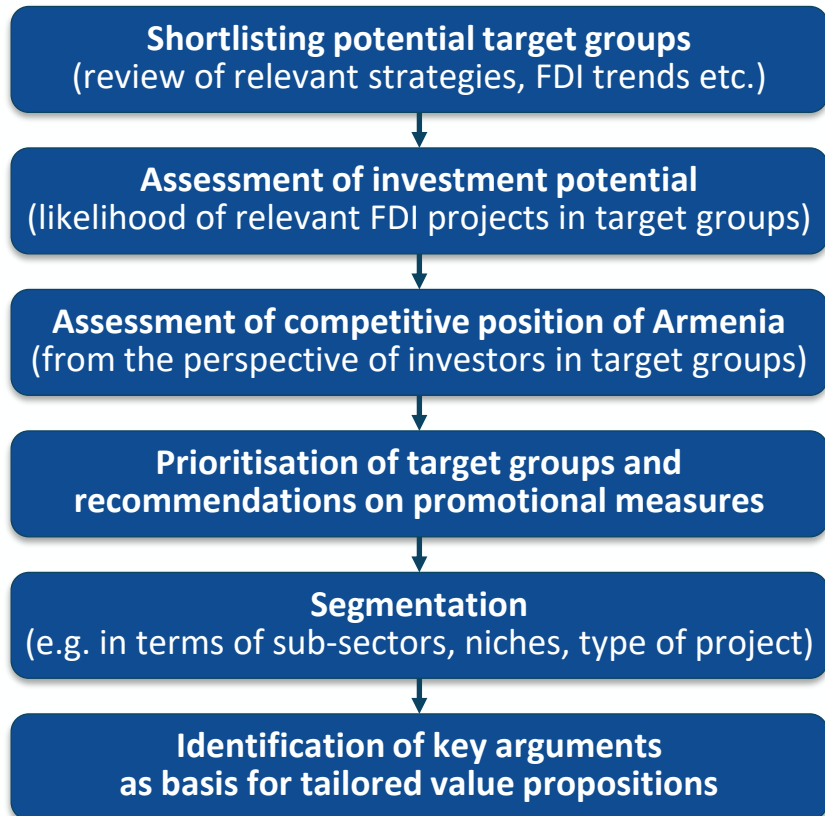 Shortlisting potential target groups
(review of relevant strategies, FDI trends etc.)
Assessment of investment potential
(likelihood of relevant FDI projects in target groups)
Assessment of competitive position of Armenia
(from the perspective of investors in target groups)
Prioritisation of target groups and
recommendations on promotional measures
Segmentation
(e.g. in terms of sub-sectors, niches, type of project)
Identification of key arguments
as basis for tailored value propositions